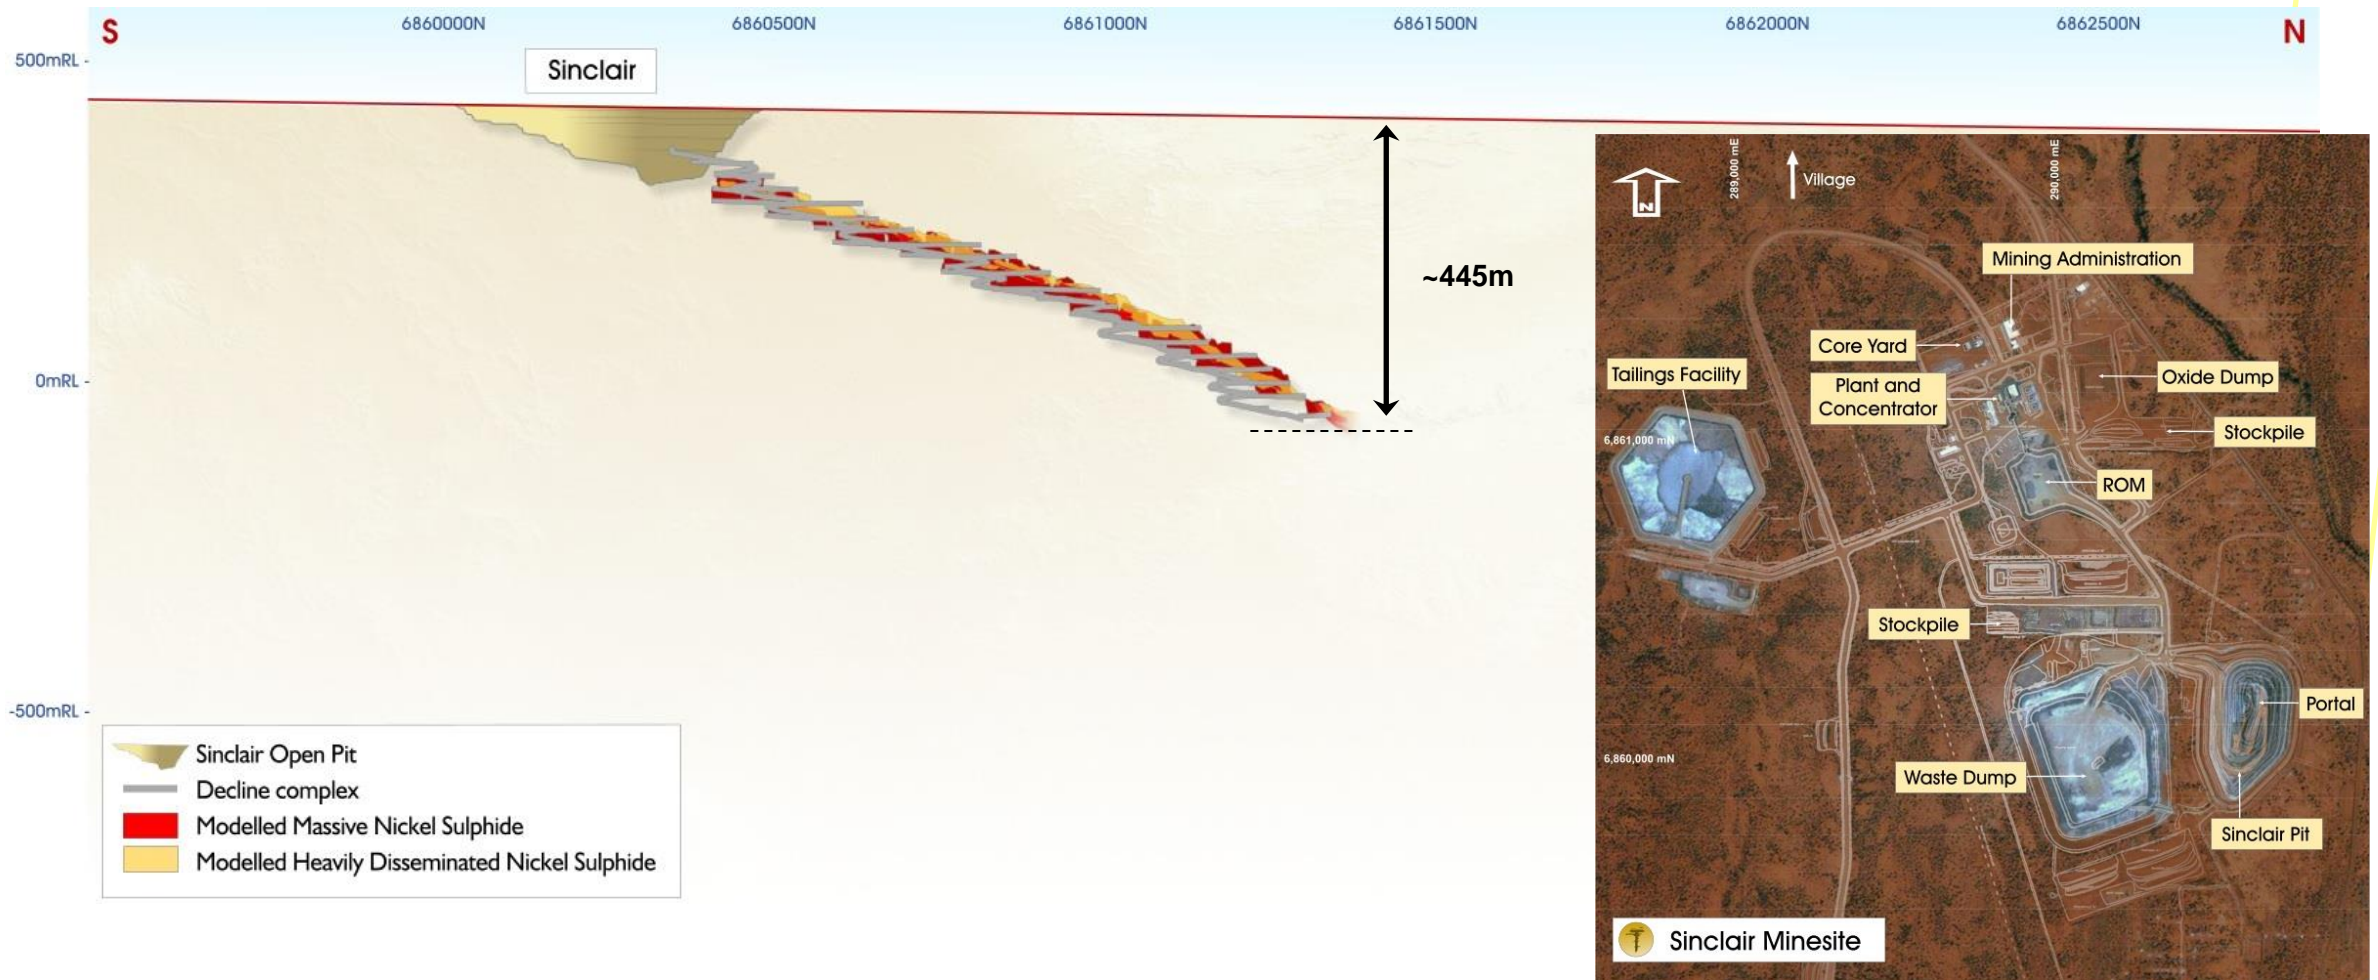 S
6860000N
6860500N
6861000N
6861500N
6862000N
6862500N
N
500mRL
Sinclair
0mRL
-500mRL
~445m
Sinclair Open Pit
Decline complex
Modelled Massive Nickel Sulphide
Modelled Heavily Disseminated Nickel Sulphide
N
289,000 mE
Village
290,000 mE
Mining Administration
Core Yard
Tailings Facility
Plant and
Concentrator
Oxide Dump
6,861,000 mN
Stockpile
ROM
Stockpile
Portal
6,860,000 mN
Waste Dump
Sinclair Pit
Sinclair Minesite